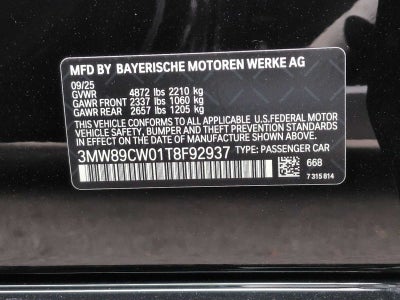 MFD BY BAYERISCHE MOTOREN WERKE AG
09/25
GVWR 4872 lbs 2210 kg
GAWR FRONT 2337 lbs 1060 kg
GAWR REAR 2657 lbs 1205 kg
THIS VEHICLE CONFORMS TO ALL APPLICABLE U.S.FEDERAL MOTOR
VEHICLE SAFETY, BUMPER, AND THEFT PREVENTION STANDARDS
IN EFFECT ON THE DATE OF MANUFACTURE SHOWN ABOVE.
3MW89CW01T8F92937 TYPE: PASSENGER CAR
668
7 315 814